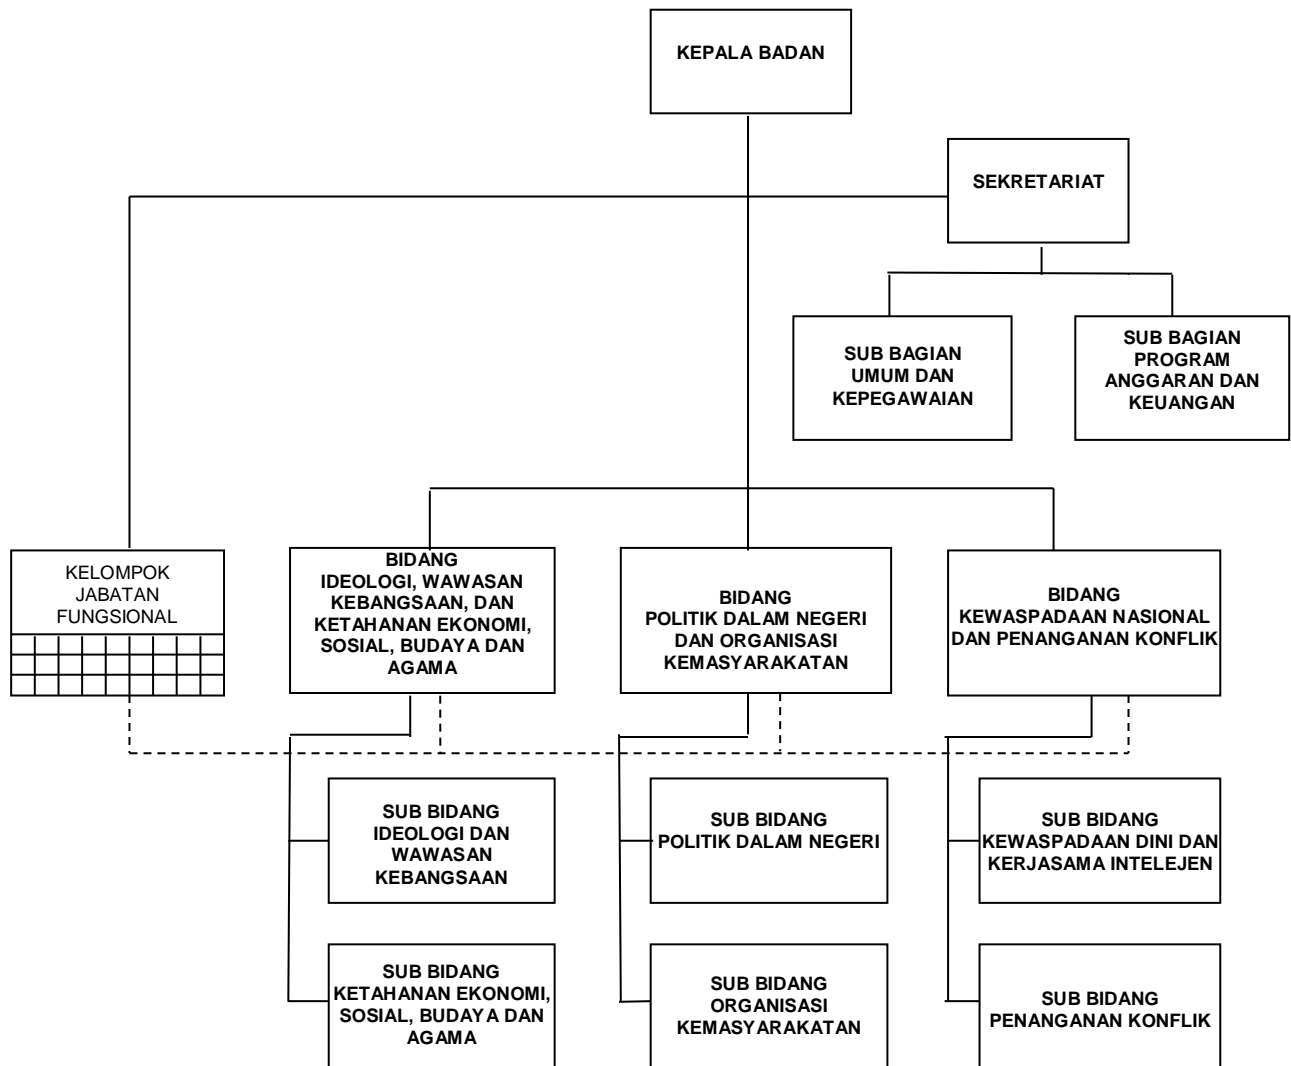 KEPALA BADAN
SEKRETARIAT
SUB BAGIAN
UMUM DAN
KEPEGAWAIAN
SUB BAGIAN
PROGRAM
ANGGARAN DAN
KEUANGAN
KELOMPOK
JABATAN
FUNGSIONAL
BIDANG
IDEOLOGI, WAWASAN
KEBANGSAAN, DAN
KETAHANAN EKONOMI,
SOSIAL, BUDAYA DAN
AGAMA
BIDANG
POLITIK DALAM NEGERI
DAN ORGANISASI
KEMASYARAKATAN
BIDANG
KEWASPADAAN NASIONAL
DAN PENANGANAN KONFLIK
SUB BIDANG
IDEOLOGI DAN
WAWASAN
KEBANGSAAN
SUB BIDANG
POLITIK DALAM NEGERI
SUB BIDANG
KEWASPADAAN DINI DAN
KERJASAMA INTELEJEN
SUB BIDANG
KETAHANAN EKONOMI,
SOSIAL, BUDAYA DAN
AGAMA
SUB BIDANG
ORGANISASI
KEMASYARAKATAN
SUB BIDANG
PENANGANAN KONFLIK